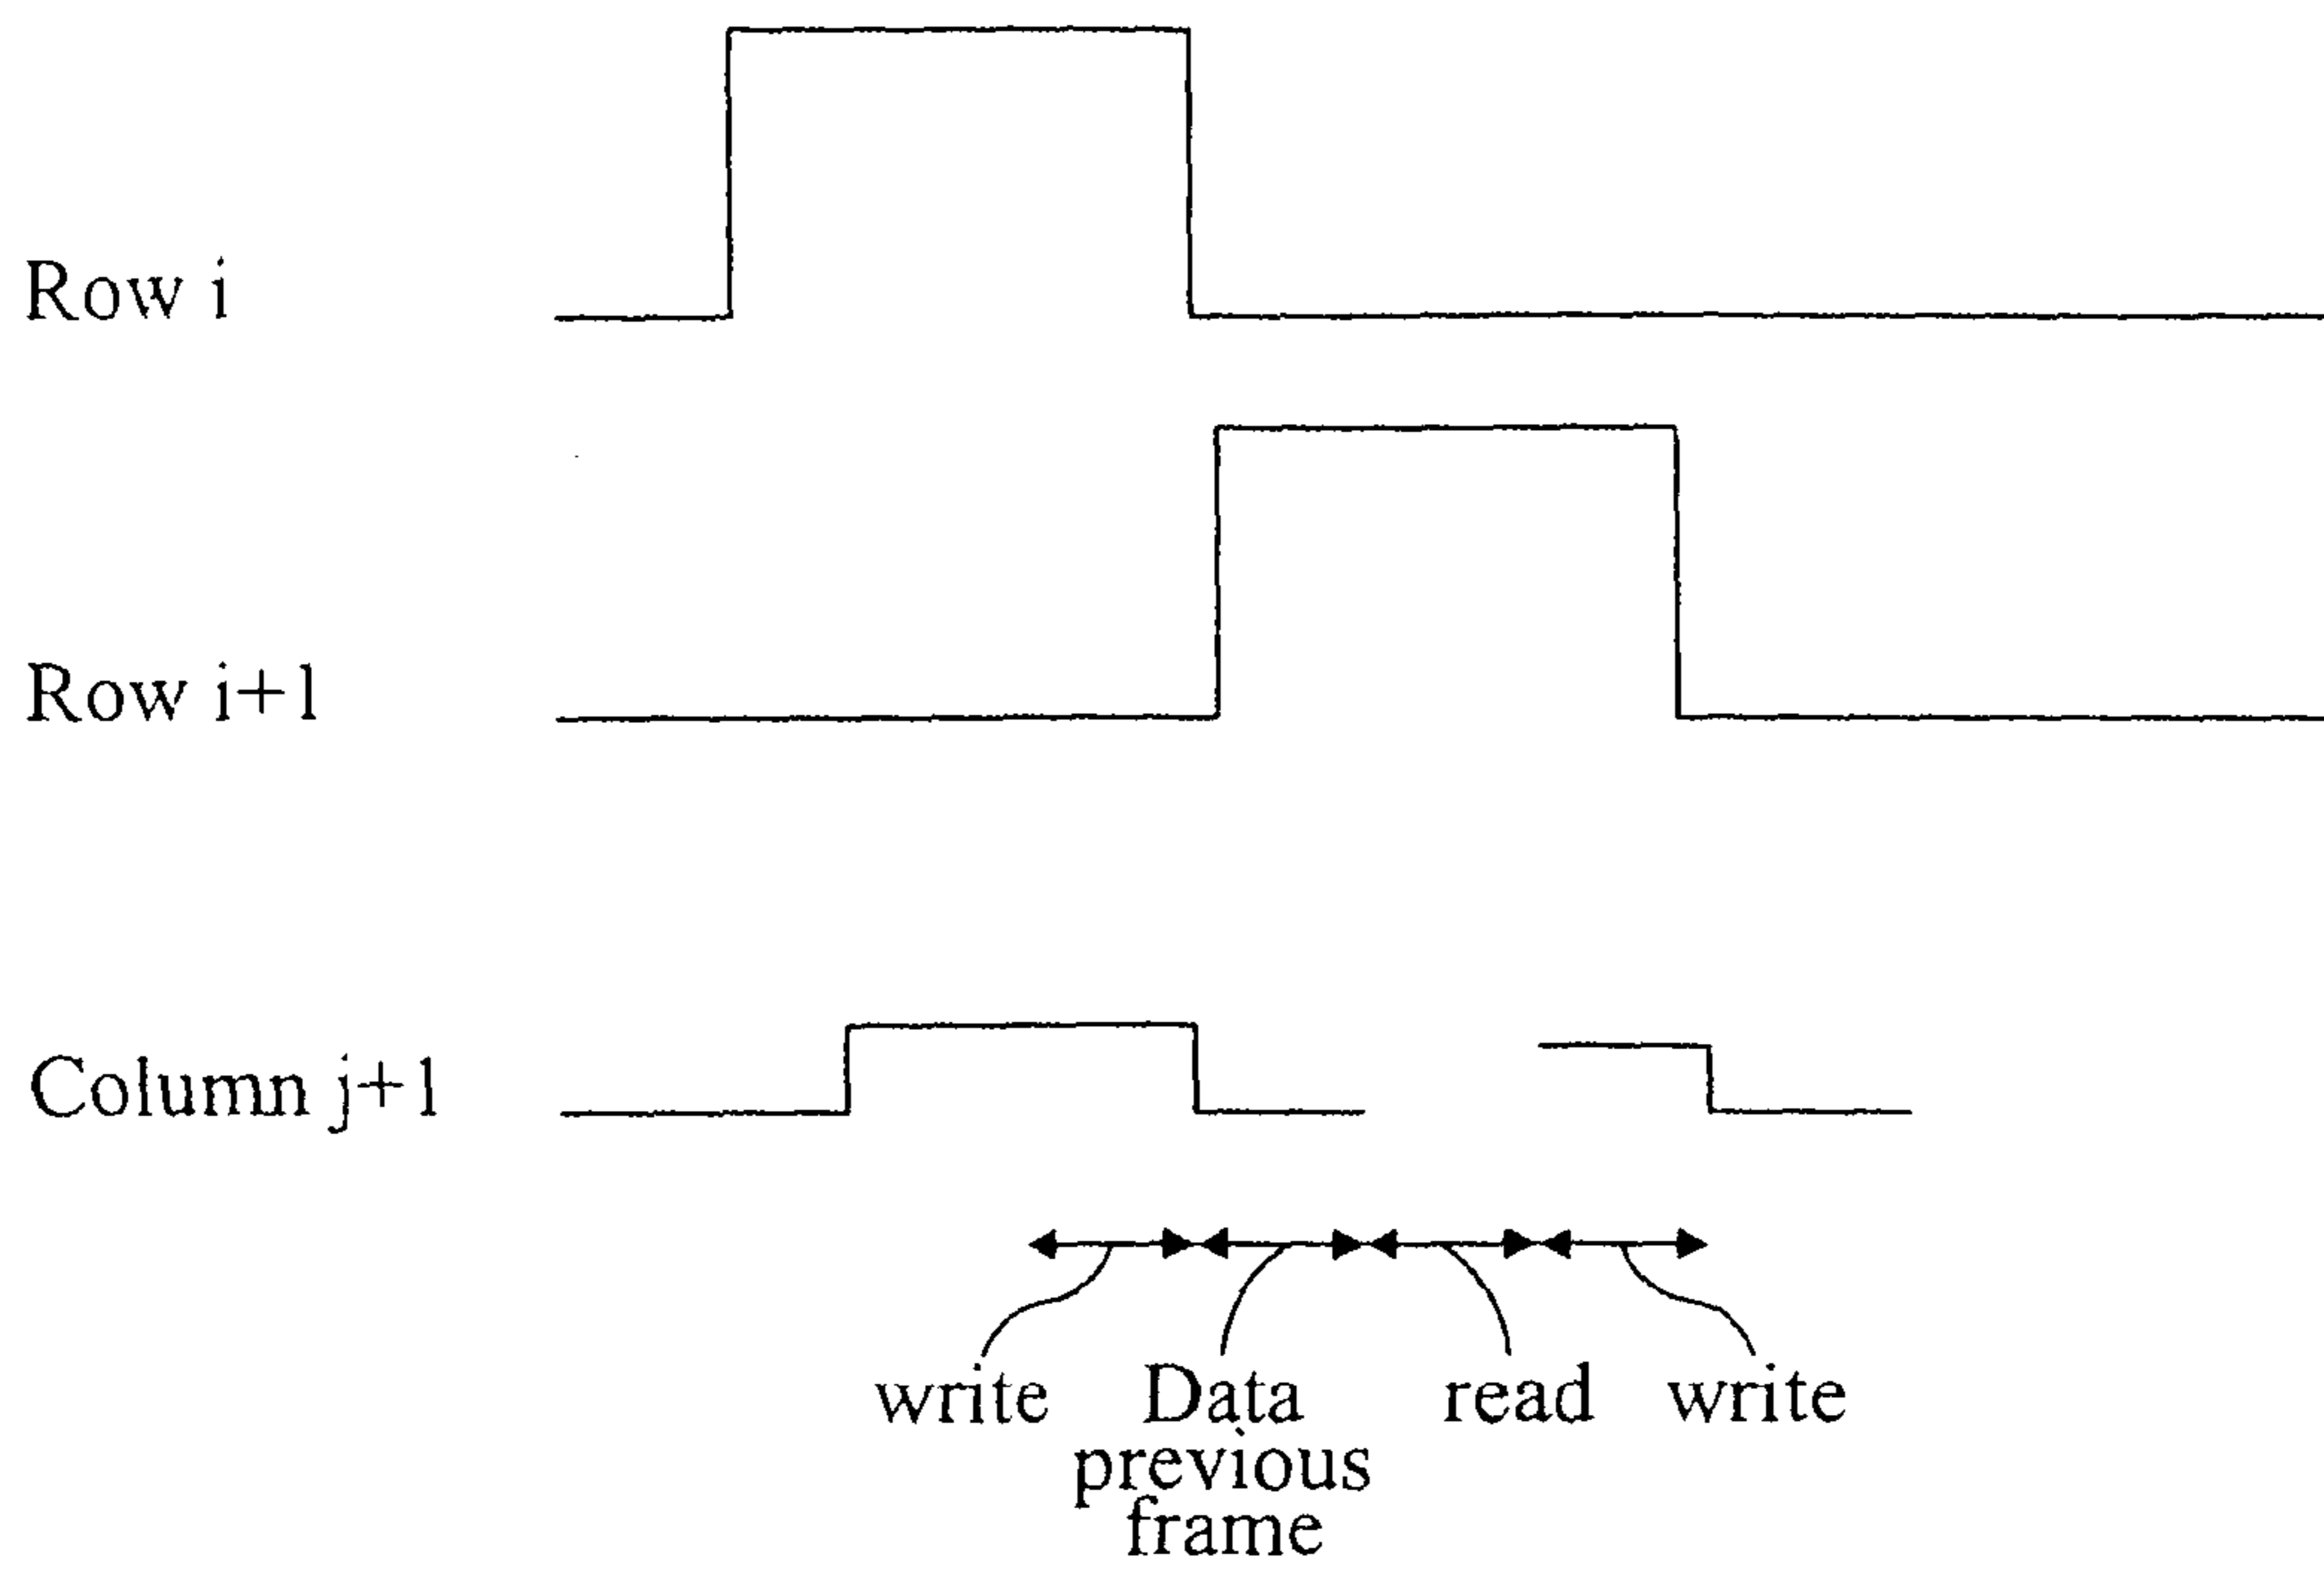 Row i
Row i+1
Column j+1
write
Data
previous
frame
read
write